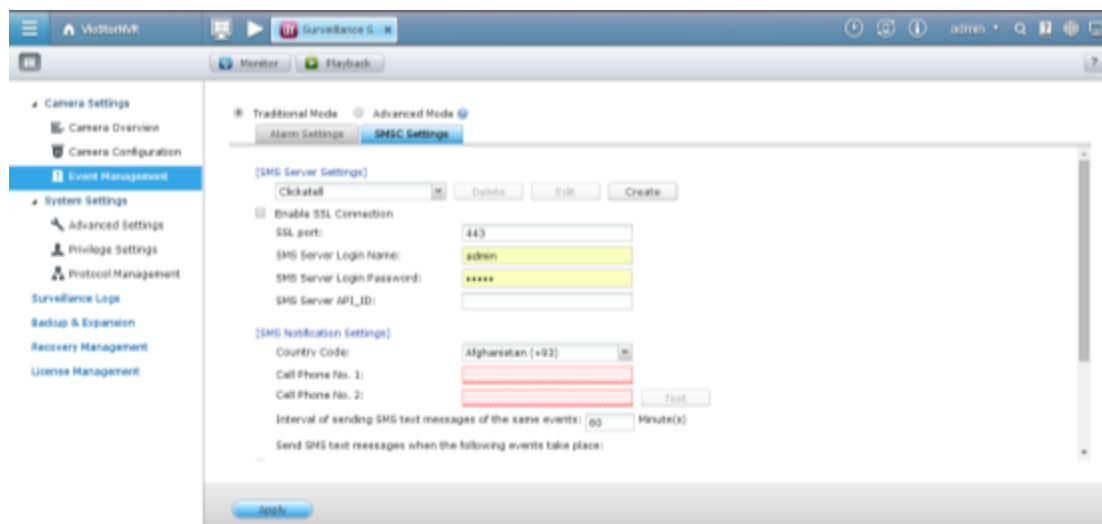 VioStorNVR
Surveillance S...
admin
Monitor
Playback
Camera Settings
Camera Overview
Camera Configuration
Event Management
System Settings
Advanced Settings
Privilege Settings
Protocol Management
Surveillance Logs
Backup & Expansion
Recovery Management
License Management
Traditional Mode Advanced Mode
Alarm Settings SMSC Settings
[SMS Server Settings]
Clickatell Delete Edit Create
Enable SSL Connection
SSL port: 443
SMS Server Login Name: admin
SMS Server Login Password: •••••
SMS Server API_ID:
[SMS Notification Settings]
Country Code: Afghanistan (+93)
Cell Phone No. 1:
Cell Phone No. 2: Test
Interval of sending SMS text messages of the same events: 60 Minute(s)
Send SMS text messages when the following events take place:
Apply